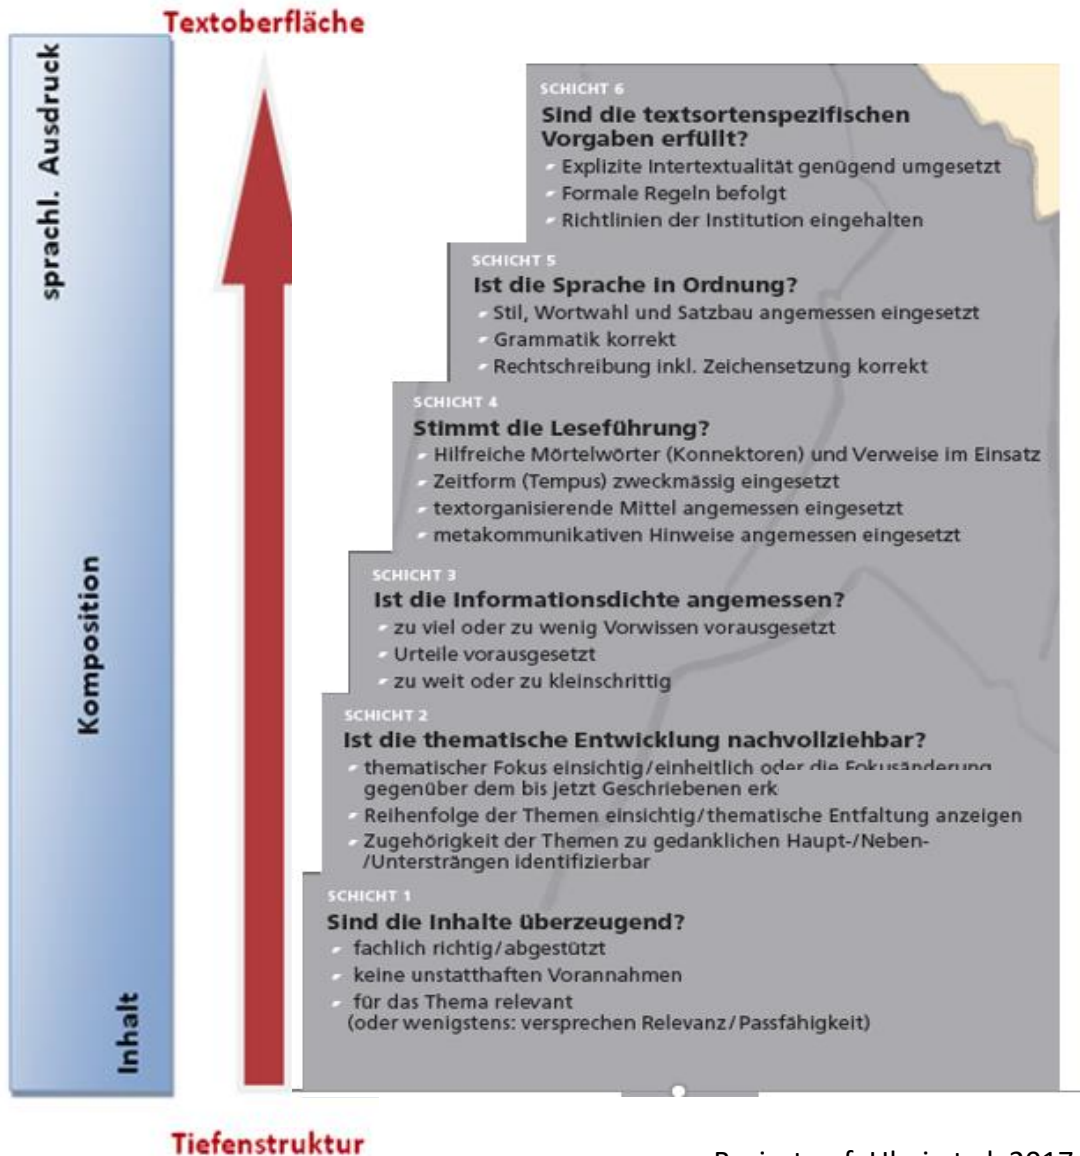 Textoberfläche
sprachl. Ausdruck
Komposition
Inhalt
SCHICHT 6
Sind die textsortenspezifischen
Vorgaben erfüllt?
Explizite Intertextualität genügend umgesetzt
Formale Regeln befolgt
Richtlinien der Institution eingehalten
SCHICHT 5
Ist die Sprache in Ordnung?
Stil, Wortwahl und Satzbau angemessen eingesetzt
Grammatik korrekt
Rechtschreibung inkl. Zeichensetzung korrekt
SCHICHT 4
Stimmt die Leseführung?
Hilfreiche Mörtelwörter (Konnektoren) und Verweise im Einsatz
Zeitform (Tempus) zweckmässig eingesetzt
textorganisierende Mittel angemessen eingesetzt
metakommunikativen Hinweise angemessen eingesetzt
SCHICHT 3
Ist die Informationsdichte angemessen?
zu viel oder zu wenig Vorwissen vorausgesetzt
Urteile vorausgesetzt
zu weit oder zu kleinschrittig
SCHICHT 2
Ist die thematische Entwicklung nachvollziehbar?
thematischer Fokus einsichtig/einheitlich oder die Fokusänderung
gegenüber dem bis jetzt Geschriebenen erk
Reihenfolge der Themen einsichtig/thematische Entfaltung anzeigen
Zugehörigkeit der Themen zu gedanklichen Haupt-/Neben-
/Untersträngen identifizierbar
SCHICHT 1
Sind die Inhalte überzeugend?
fachlich richtig/abgestützt
keine unstatthaften Vorannahmen
für das Thema relevant
(oder wenigstens: versprechen Relevanz/Passfähigkeit)
Tiefenstruktur